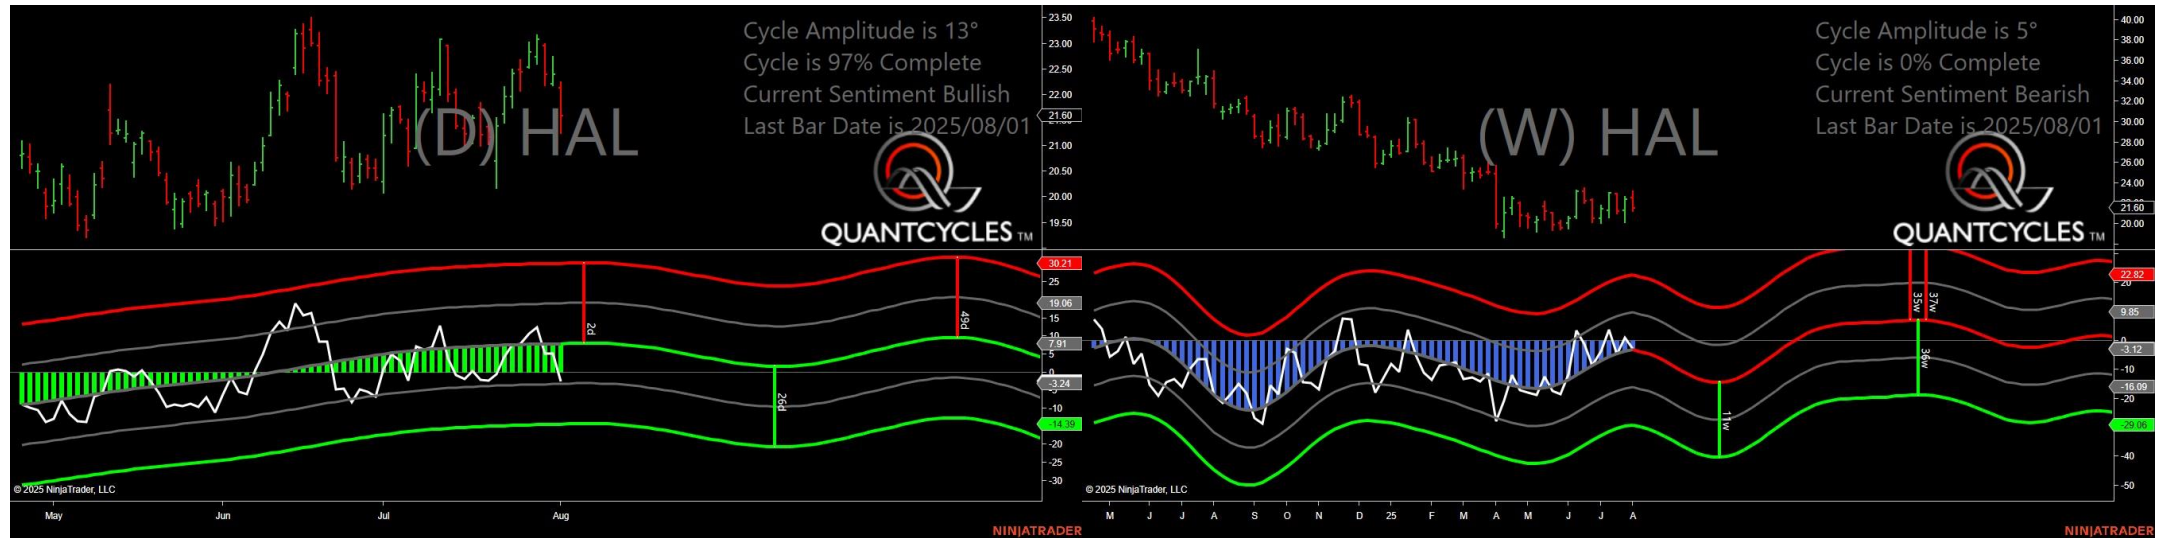 Cycle Amplitude is 13°
Cycle is 97% Complete
Current Sentiment Bullish
Last Bar Date is 2025/08/01
(D) HAL
QUANTCYCLES TM
23.50
23.00
22.50
22.00
21.60
21.00
20.50
20.00
19.50
30.21
25
19.06
15
10
7.91
5
0
-3.24
-10
-14.39
-20
-25
-30
2d
49d
26d
© 2025 NinjaTrader, LLC
May Jun Jul Aug
NINJATRADER
Cycle Amplitude is 5°
Cycle is 0% Complete
Current Sentiment Bearish
Last Bar Date is 2025/08/01
(W) HAL
QUANTCYCLES TM
40.00
38.00
36.00
34.00
32.00
30.00
28.00
26.00
24.00
21.60
20.00
22.82
20
9.85
0
-3.12
-10
-16.09
-20
-29.06
-40
-50
35w
37w
36w
11w
© 2025 NinjaTrader, LLC
M J J A S O N D 25 F M A M J J A
NINJATRADER